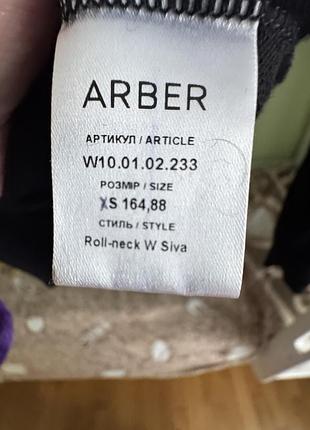 ARBER
АРТИКУЛ / ARTICLE
W10.01.02.233
РОЗМІР / SIZE
XS 164,88
СТИЛЬ / STYLE
Roll-neck W Siva